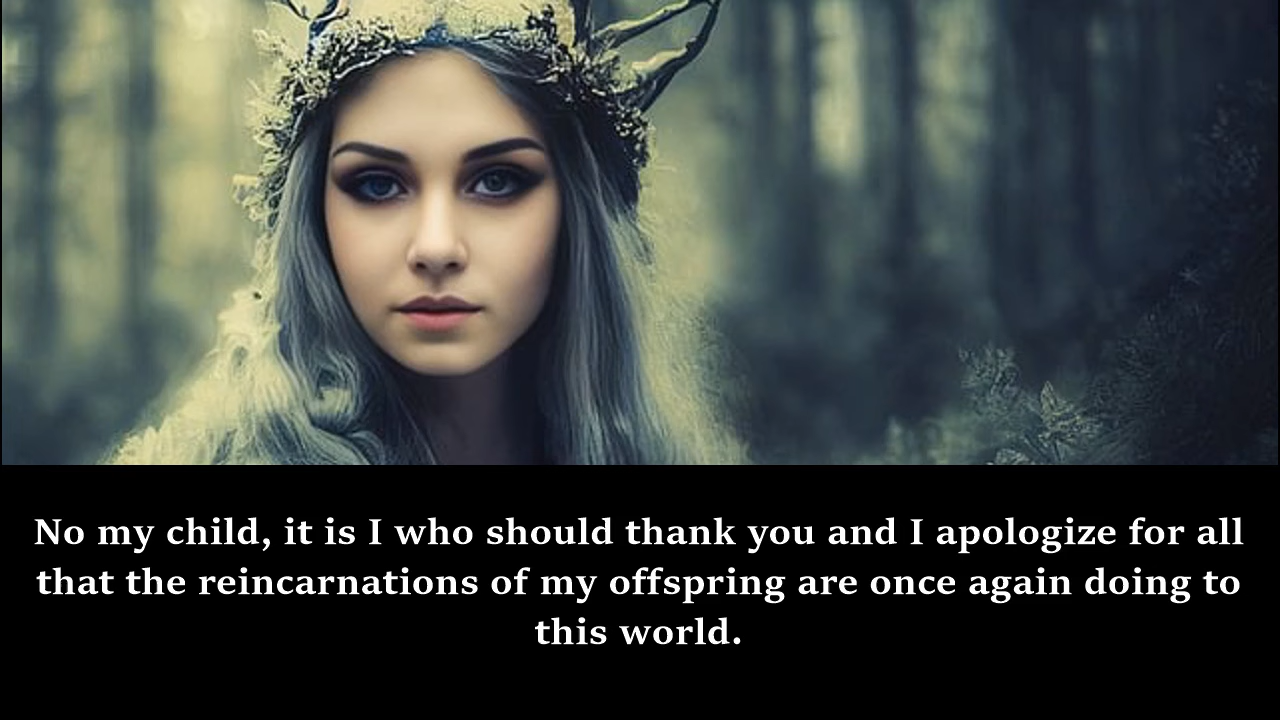 No my child, it is I who should thank you and I apologize for all
that the reincarnations of my offspring are once again doing to
this world.